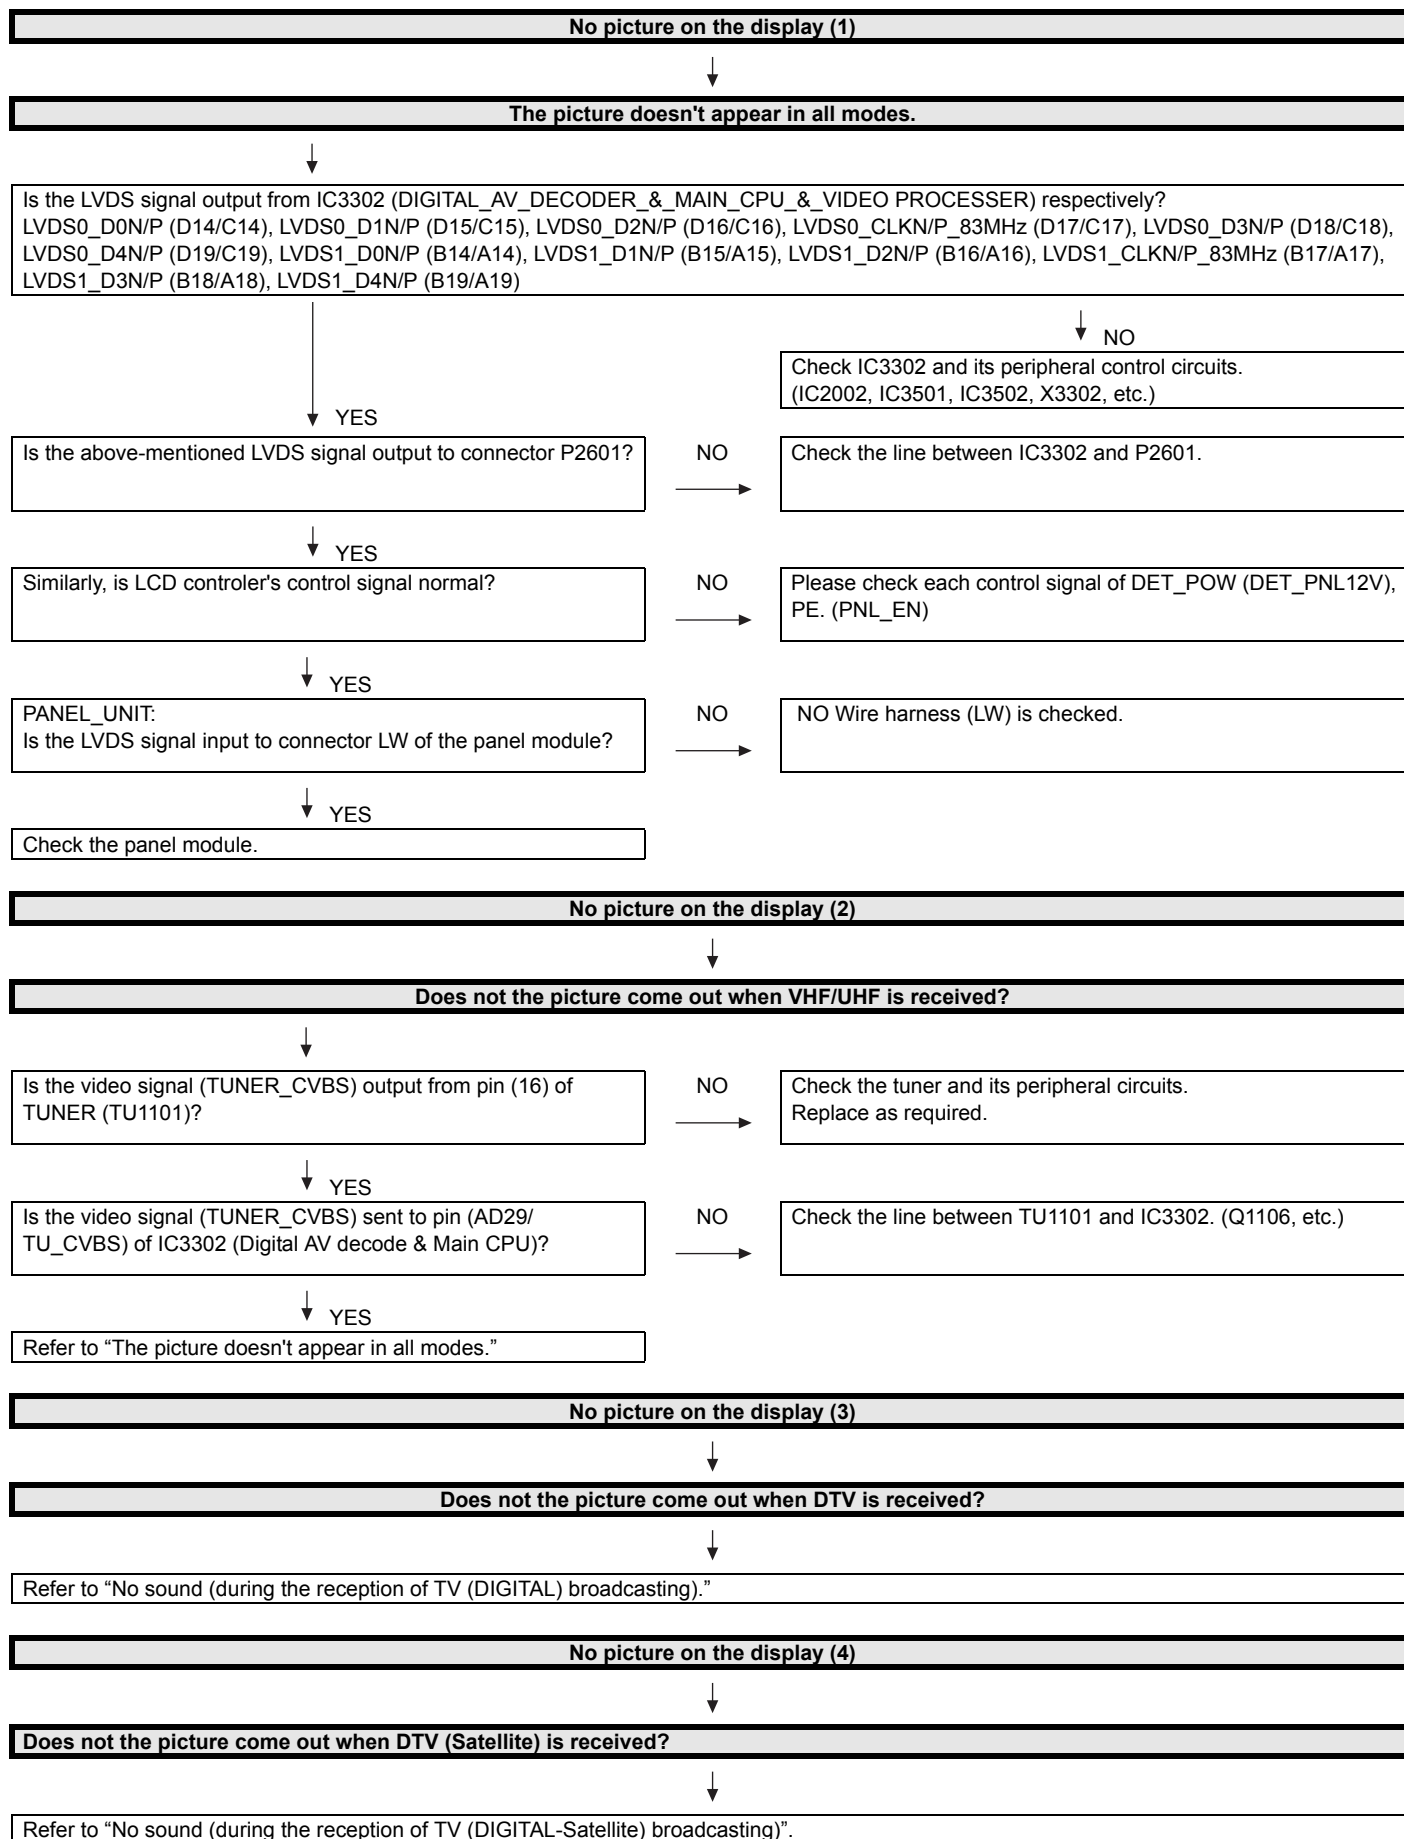 No picture on the display (1)
The picture doesn't appear in all modes.
Is the LVDS signal output from IC3302 (DIGITAL_AV_DECODER_&_MAIN_CPU_&_VIDEO PROCESSER) respectively?
LVDS0_D0N/P (D14/C14), LVDS0_D1N/P (D15/C15), LVDS0_D2N/P (D16/C16), LVDS0_CLKN/P_83MHz (D17/C17), LVDS0_D3N/P (D18/C18),
LVDS0_D4N/P (D19/C19), LVDS1_D0N/P (B14/A14), LVDS1_D1N/P (B15/A15), LVDS1_D2N/P (B16/A16), LVDS1_CLKN/P_83MHz (B17/A17),
LVDS1_D3N/P (B18/A18), LVDS1_D4N/P (B19/A19)
NO
Check IC3302 and its peripheral control circuits.
(IC2002, IC3501, IC3502, X3302, etc.)
YES
Is the above-mentioned LVDS signal output to connector P2601?
NO
Check the line between IC3302 and P2601.
YES
Similarly, is LCD controler's control signal normal?
NO
Please check each control signal of DET_POW (DET_PNL12V),
PE. (PNL_EN)
YES
PANEL_UNIT:
Is the LVDS signal input to connector LW of the panel module?
NO
NO Wire harness (LW) is checked.
YES
Check the panel module.
No picture on the display (2)
Does not the picture come out when VHF/UHF is received?
Is the video signal (TUNER_CVBS) output from pin (16) of
TUNER (TU1101)?
NO
Check the tuner and its peripheral circuits.
Replace as required.
YES
Is the video signal (TUNER_CVBS) sent to pin (AD29/
TU_CVBS) of IC3302 (Digital AV decode & Main CPU)?
NO
Check the line between TU1101 and IC3302. (Q1106, etc.)
YES
Refer to “The picture doesn't appear in all modes.”
No picture on the display (3)
Does not the picture come out when DTV is received?
Refer to “No sound (during the reception of TV (DIGITAL) broadcasting).”
No picture on the display (4)
Does not the picture come out when DTV (Satellite) is received?
Refer to “No sound (during the reception of TV (DIGITAL-Satellite) broadcasting)”.